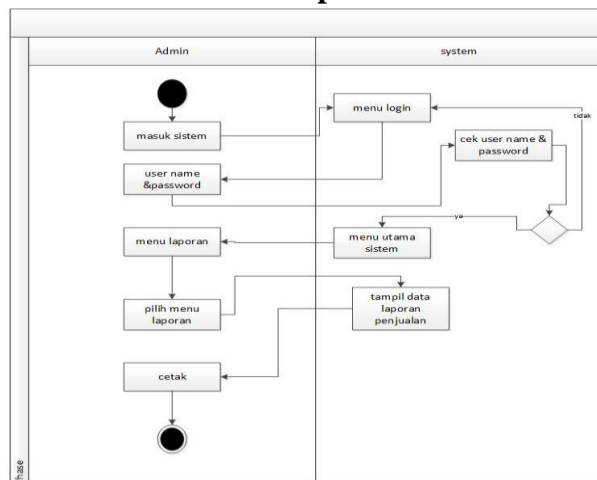 Admin
system
menu login
tidak
masuk sistem
cek user name &
password
user name
&password
ya
menu laporan
menu utama
sistem
pilih menu
laporan
tampil data
laporan
penjualan
cetak